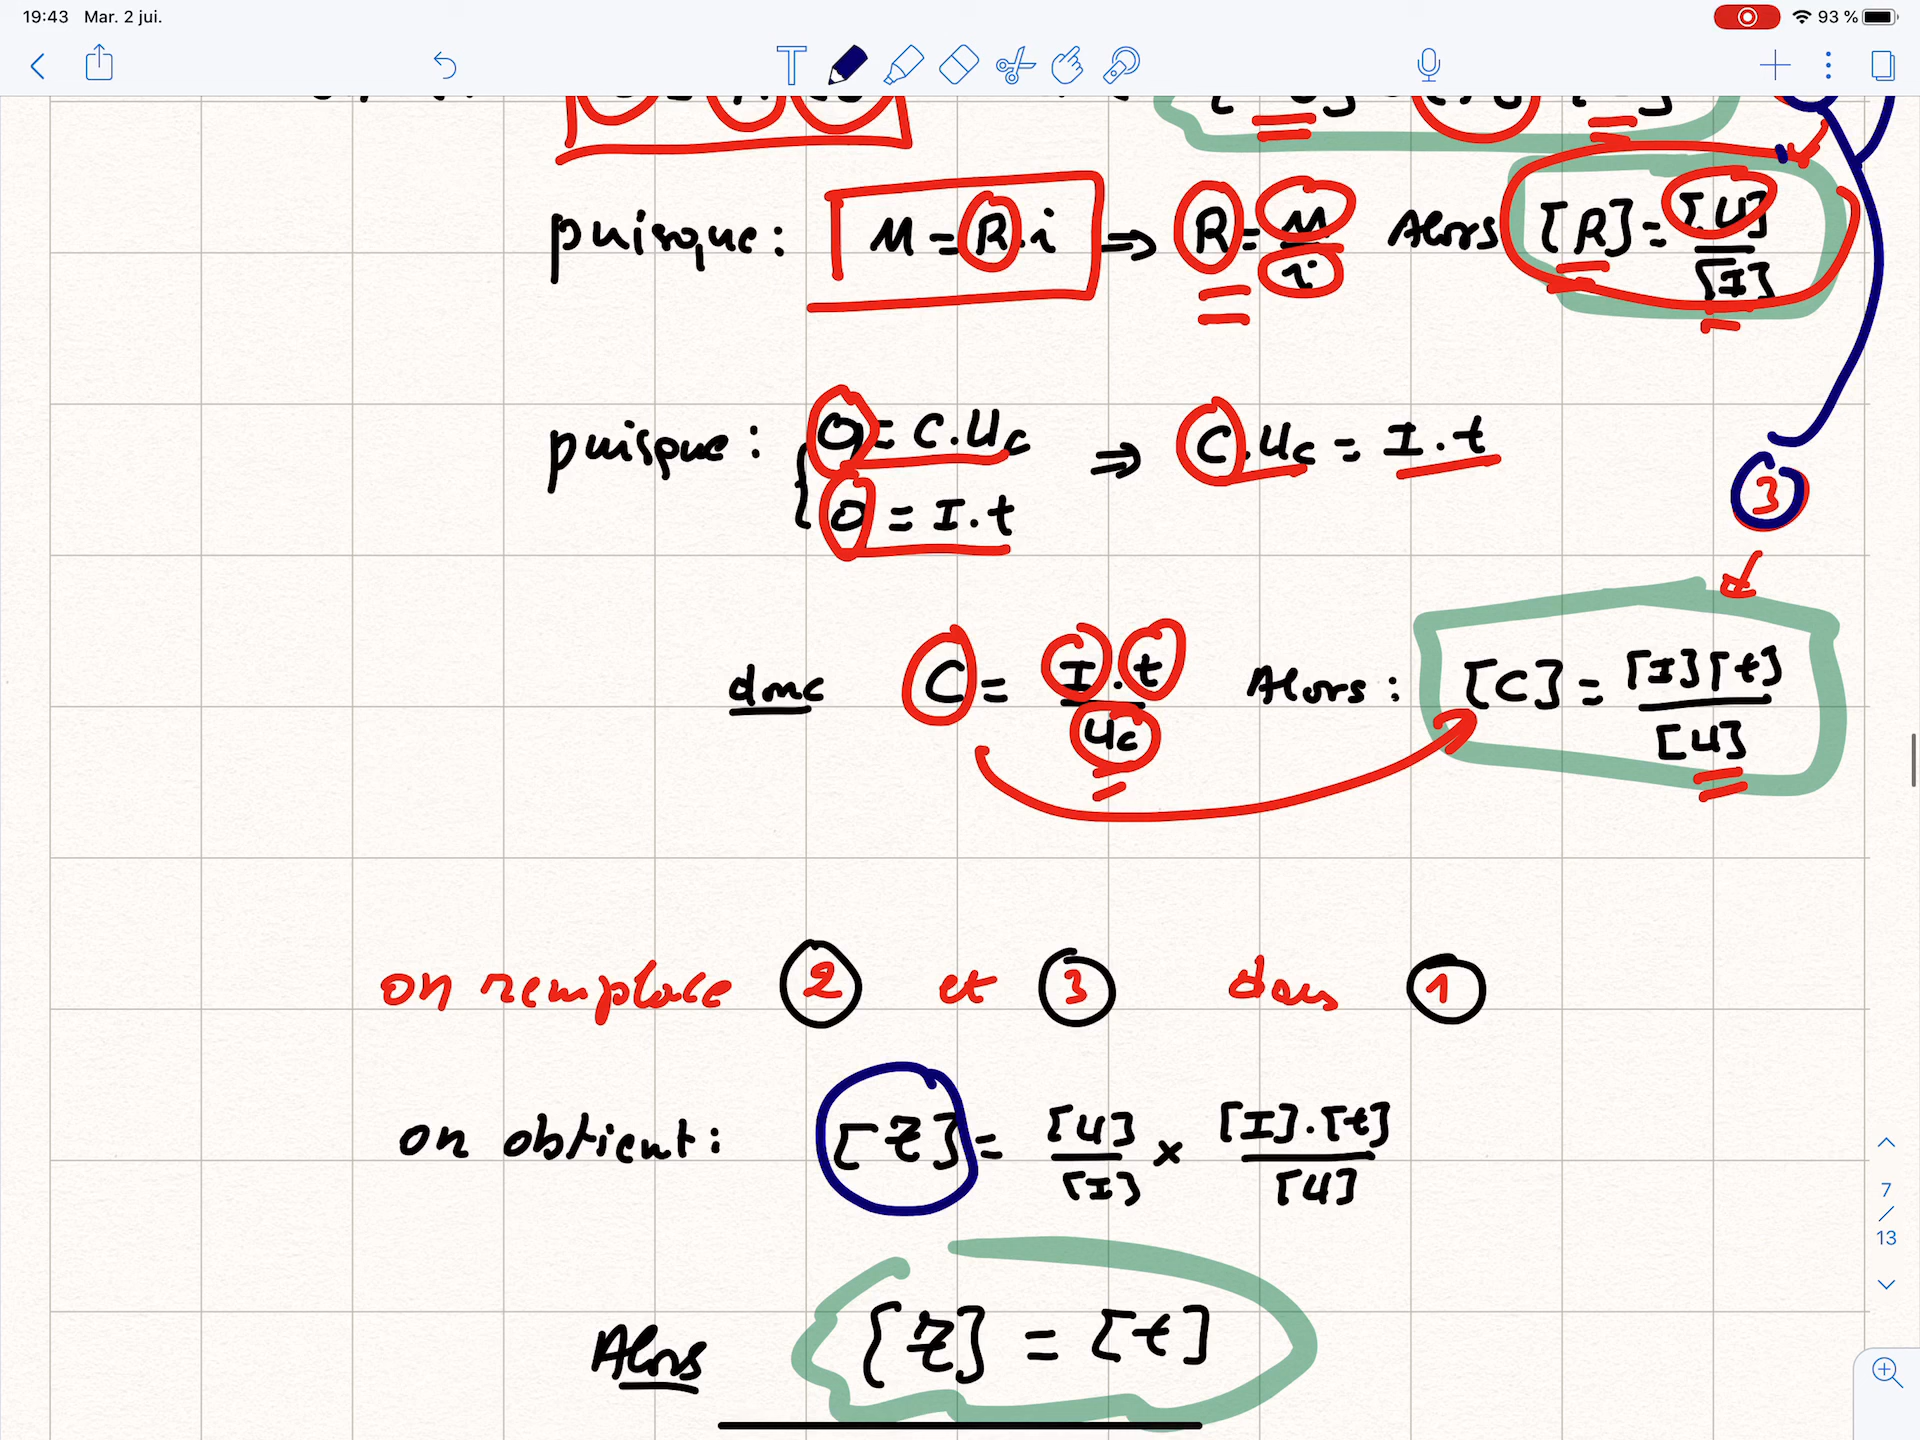 19:43 Mar. 2 jui. 93 %
puisque: u = R.i ⇒ R = u/i Alors [R] = [U]/[I]
puisque: { Q = C.Uc ⇒ C.Uc = I.t
Q = I.t
3
donc C = I.t/Uc Alors: [C] = [I][t]/[U]
on remplace 2 et 3 dans 1
on obtient: [τ] = [U]/[I] × [I].[t]/[U]
7
/
13
Alors [τ] = [t]